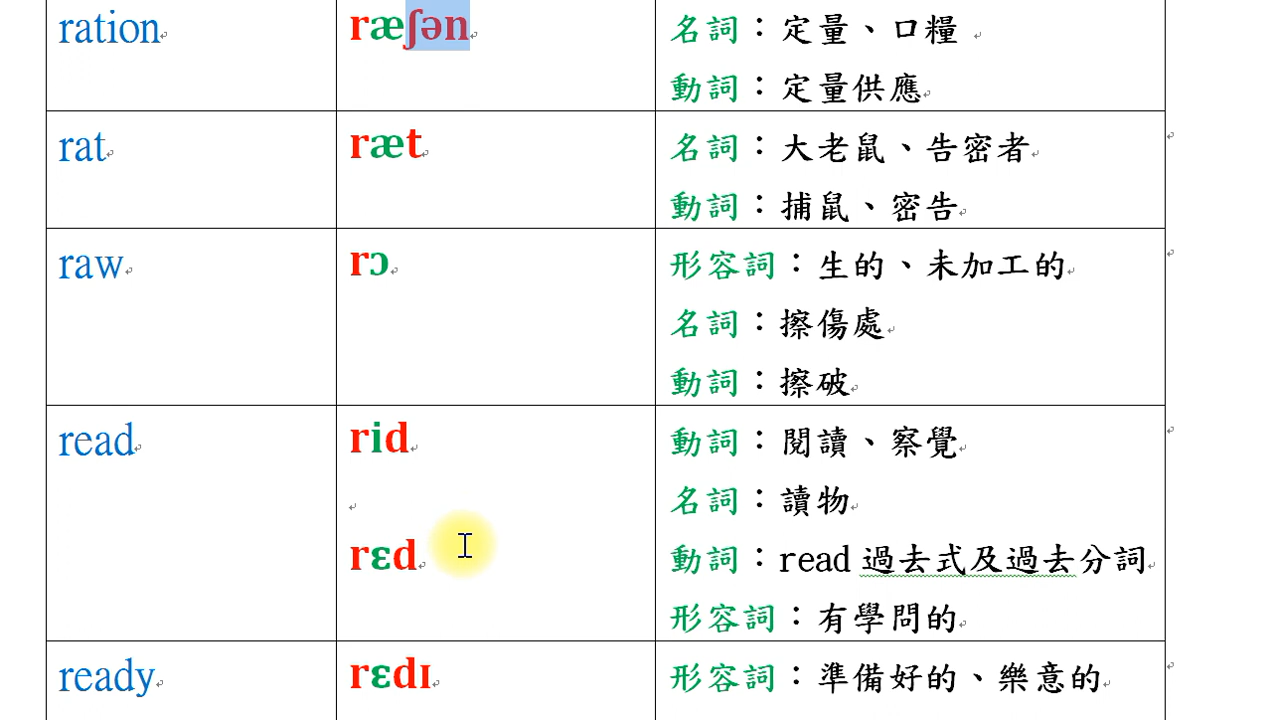 ration ræʃən 名詞：定量、口糧
動詞：定量供應
rat ræt 名詞：大老鼠、告密者
動詞：捕鼠、密告
raw rɔ 形容詞：生的、未加工的
名詞：擦傷處
動詞：擦破
read rid 動詞：閱讀、察覺
名詞：讀物
rɛd 動詞：read 過去式及過去分詞
形容詞：有學問的
ready rɛdɪ 形容詞：準備好的、樂意的